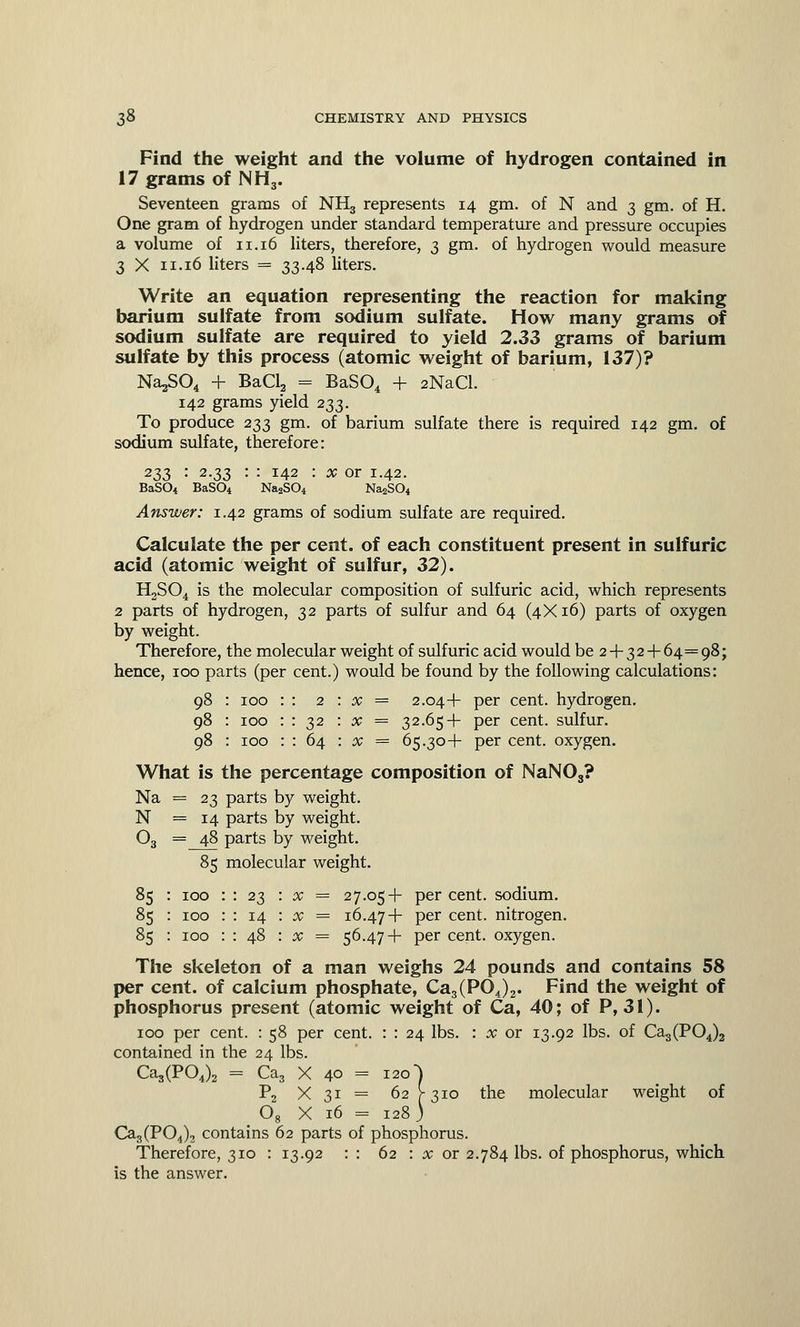 38 CHEMISTRY AND PHYSICS
Find the weight and the volume of hydrogen contained in
17 grams of NH₃.
Seventeen grams of NH₃ represents 14 gm. of N and 3 gm. of H.
One gram of hydrogen under standard temperature and pressure occupies
a volume of 11.16 liters, therefore, 3 gm. of hydrogen would measure
3 X 11.16 liters = 33.48 liters.
Write an equation representing the reaction for making
barium sulfate from sodium sulfate. How many grams of
sodium sulfate are required to yield 2.33 grams of barium
sulfate by this process (atomic weight of barium, 137)?
Na₂SO₄ + BaCl₂ = BaSO₄ + 2NaCl.
142 grams yield 233.
To produce 233 gm. of barium sulfate there is required 142 gm. of
sodium sulfate, therefore:
233 : 2.33 : : 142 : x or 1.42.
BaSO₄ BaSO₄ Na₂SO₄ Na₂SO₄
Answer: 1.42 grams of sodium sulfate are required.
Calculate the per cent. of each constituent present in sulfuric
acid (atomic weight of sulfur, 32).
H₂SO₄ is the molecular composition of sulfuric acid, which represents
2 parts of hydrogen, 32 parts of sulfur and 64 (4X16) parts of oxygen
by weight.
Therefore, the molecular weight of sulfuric acid would be 2+32+64=98;
hence, 100 parts (per cent.) would be found by the following calculations:
98 : 100 : : 2 : x = 2.04+ per cent. hydrogen.
98 : 100 : : 32 : x = 32.65+ per cent. sulfur.
98 : 100 : : 64 : x = 65.30+ per cent. oxygen.
What is the percentage composition of NaNO₃?
Na = 23 parts by weight.
N = 14 parts by weight.
O₃ = 48 parts by weight.
85 molecular weight.
85 : 100 : : 23 : x = 27.05+ per cent. sodium.
85 : 100 : : 14 : x = 16.47+ per cent. nitrogen.
85 : 100 : : 48 : x = 56.47+ per cent. oxygen.
The skeleton of a man weighs 24 pounds and contains 58
per cent. of calcium phosphate, Ca₃(PO₄)₂. Find the weight of
phosphorus present (atomic weight of Ca, 40; of P, 31).
100 per cent. : 58 per cent. : : 24 lbs. : x or 13.92 lbs. of Ca₃(PO₄)₂
contained in the 24 lbs.
Ca₃(PO₄)₂ = Ca₃ X 40 = 120
P₂ X 31 = 62 } 310 the molecular weight of
O₈ X 16 = 128
Ca₃(PO₄)₂ contains 62 parts of phosphorus.
Therefore, 310 : 13.92 : : 62 : x or 2.784 lbs. of phosphorus, which
is the answer.